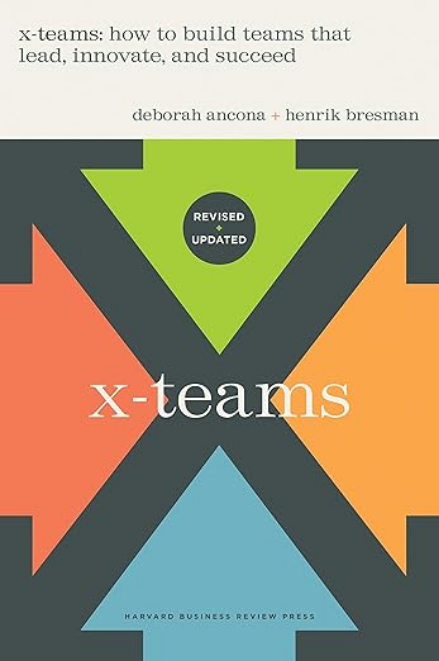 x-teams: how to build teams that
lead, innovate, and succeed
deborah ancona + henrik bresman
REVISED
+
UPDATED
x-teams
HARVARD BUSINESS REVIEW PRESS